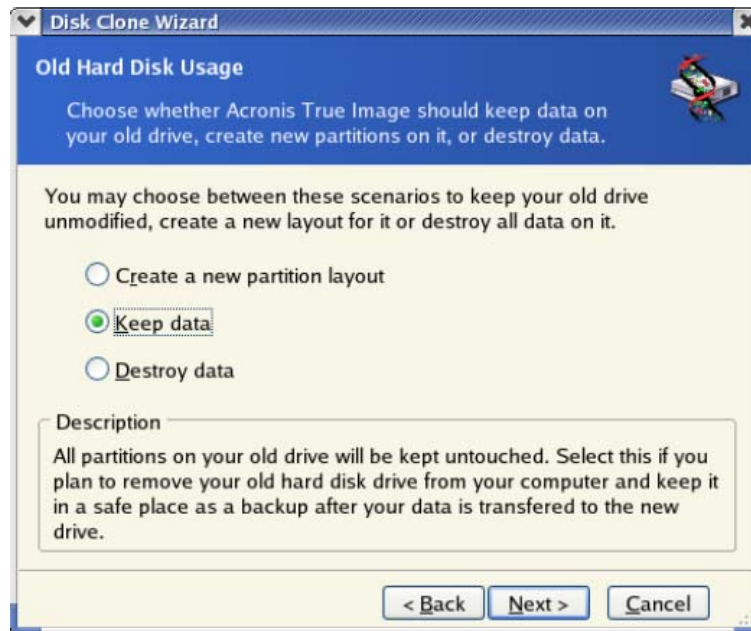 Disk Clone Wizard
Old Hard Disk Usage
Choose whether Acronis True Image should keep data on
your old drive, create new partitions on it, or destroy data.
You may choose between these scenarios to keep your old drive
unmodified, create a new layout for it or destroy all data on it.
Create a new partition layout
Keep data
Destroy data
Description
All partitions on your old drive will be kept untouched. Select this if you
plan to remove your old hard disk drive from your computer and keep it
in a safe place as a backup after your data is transfered to the new
drive.
< Back
Next >
Cancel